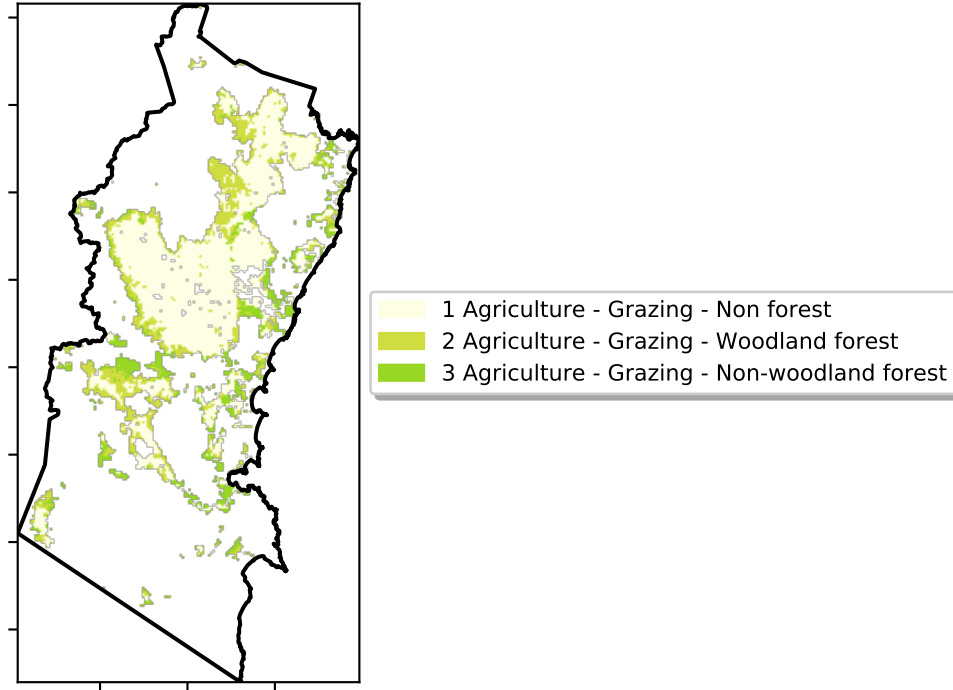 1 Agriculture - Grazing - Non forest
2 Agriculture - Grazing - Woodland forest
3 Agriculture - Grazing - Non-woodland forest